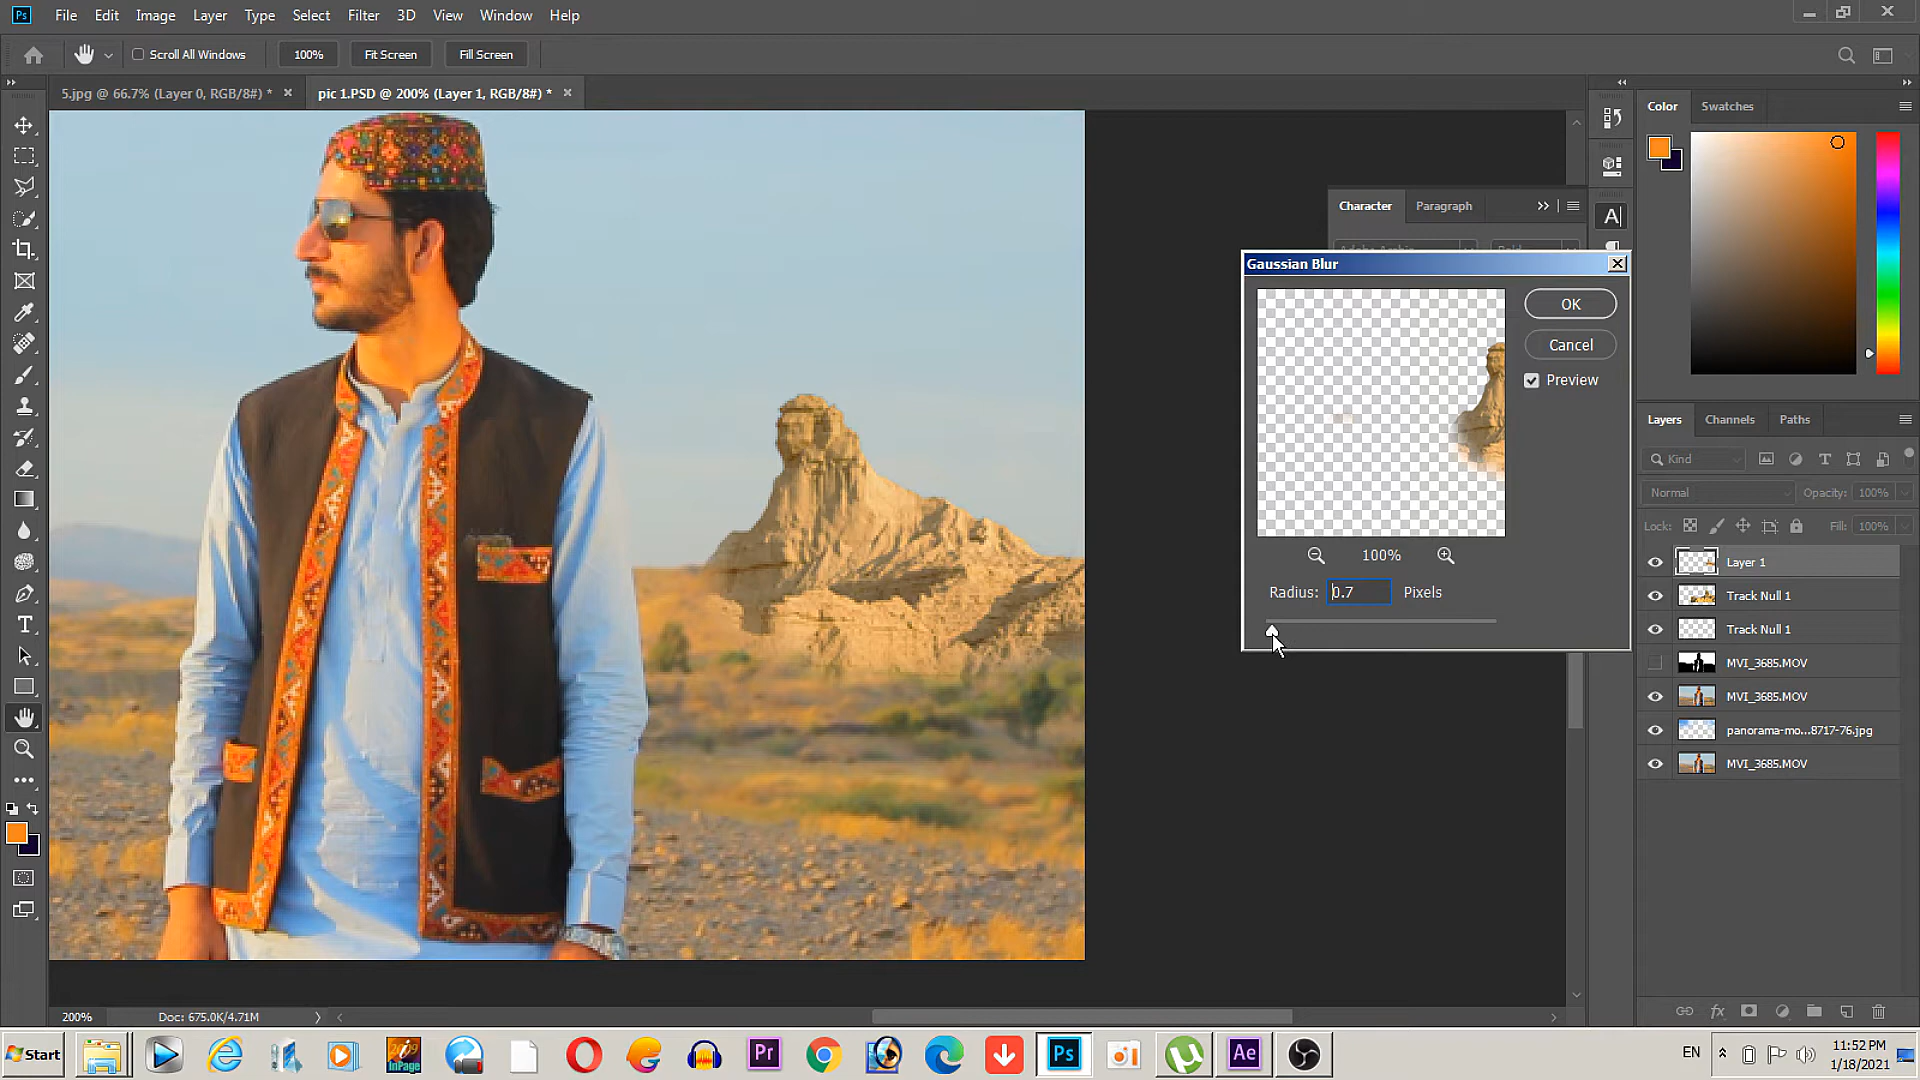 Ps File Edit Image Layer Type Select Filter 3D View Window Help
Scroll All Windows 100% Fit Screen Fill Screen
5.jpg @ 66.7% (Layer 0, RGB/8#) * pic 1.PSD @ 200% (Layer 1, RGB/8#) *
Color Swatches
Character Paragraph
Gaussian Blur
OK
Cancel
Preview
100%
Radius: 0.7 Pixels
Layers Channels Paths
Kind
Normal Opacity: 100%
Lock: Fill: 100%
Layer 1
Track Null 1
Track Null 1
MVI_3685.MOV
MVI_3685.MOV
panorama-mo...8717-76.jpg
MVI_3685.MOV
200% Doc: 675.0K/4.71M
Start
2009
InPage
Pr
Ps
Ae
EN
11:52 PM
1/18/2021